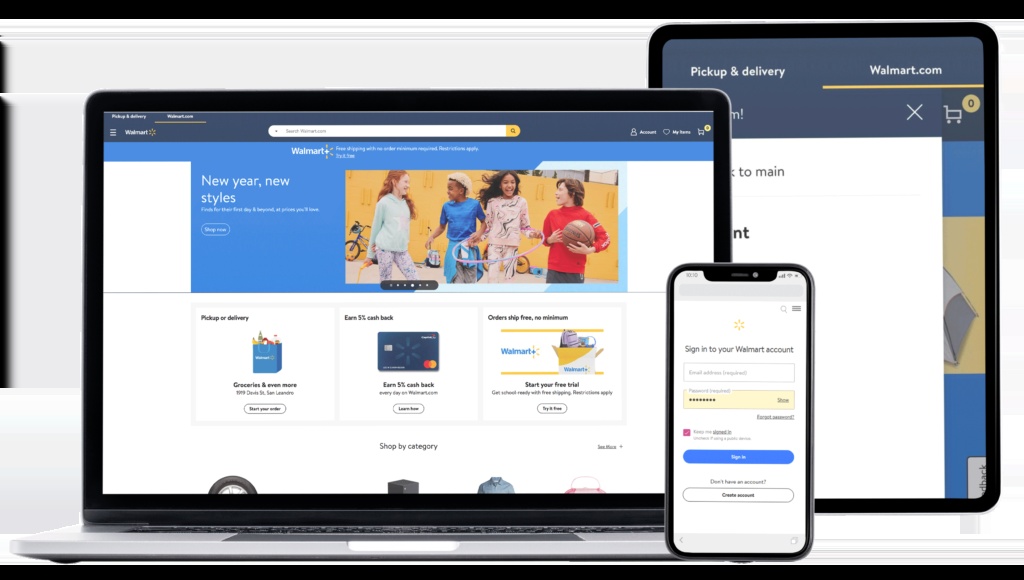 Pickup & delivery
Walmart.com
Walmart
Search Walmart.com
Account
My Items
0
Walmart+
Free shipping with no order minimum required. Restrictions apply.
Try it free
New year, new
styles
Finds for their first day & beyond, at prices you'll love.
Shop now
Pickup or delivery
Walmart
Groceries & even more
1919 Davis St, San Leandro
Start your order
Earn 5% cash back
Earn 5% cash back
every day on Walmart.com
Learn how
Orders ship free, no minimum
Walmart+
Walmart+
Start your free trial
Get school-ready with free shipping. Restrictions apply
Try it free
Shop by category
See More
Pickup & delivery
Walmart.com
m!
0
k to main
nt
dback
10:10
Sign in to your Walmart account
Email address (required)
Password (required)
Show
Forgot password?
Keep me signed in
Uncheck if using a public device.
Sign in
Don't have an account?
Create account